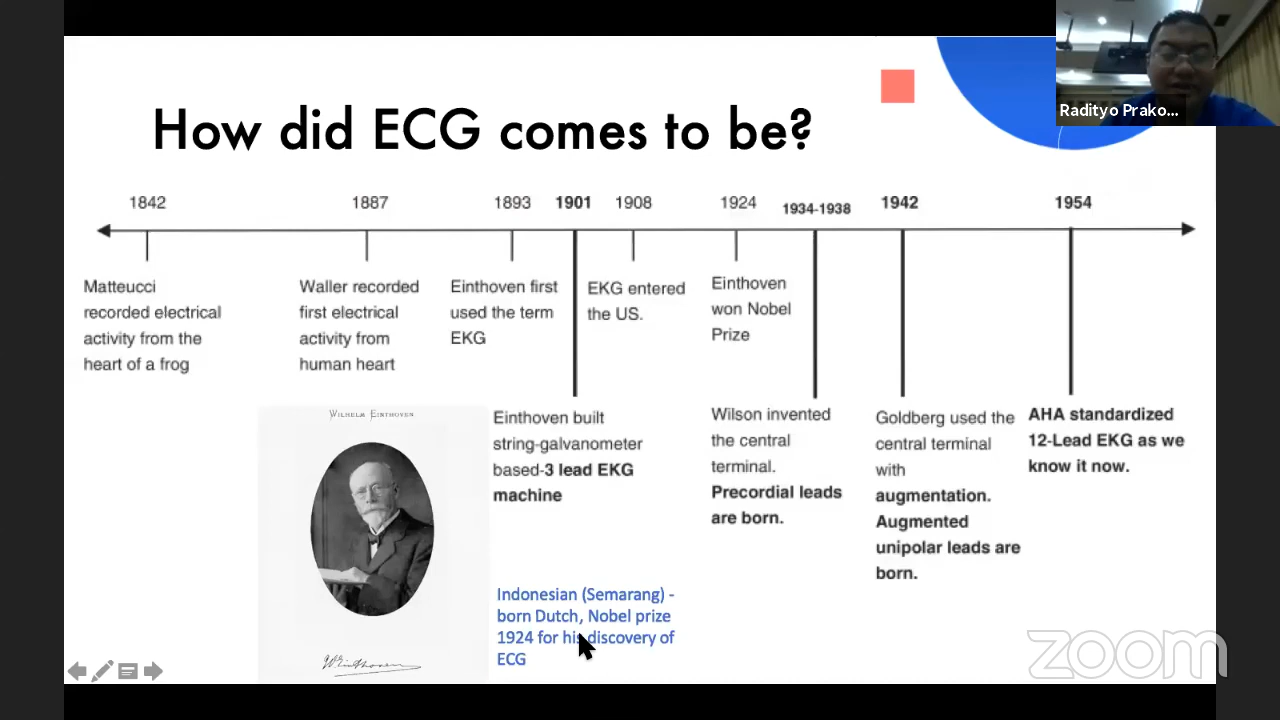 Radityo Prako...
How did ECG comes to be?
1842
1887
1893
1901
1908
1924
1934-1938
1942
1954
Matteucci
recorded electrical
activity from the
heart of a frog
Waller recorded
first electrical
activity from
human heart
Einthoven first
used the term
EKG
EKG entered
the US.
Einthoven
won Nobel
Prize
WILHELM EINTHOVEN
Einthoven built
string-galvanometer
based-3 lead EKG
machine
Wilson invented
the central
terminal.
Precordial leads
are born.
Goldberg used the
central terminal
with
augmentation.
Augmented
unipolar leads are
born.
AHA standardized
12-Lead EKG as we
know it now.
Indonesian (Semarang) -
born Dutch, Nobel prize
1924 for his discovery of
ECG
W Einthoven
zoom